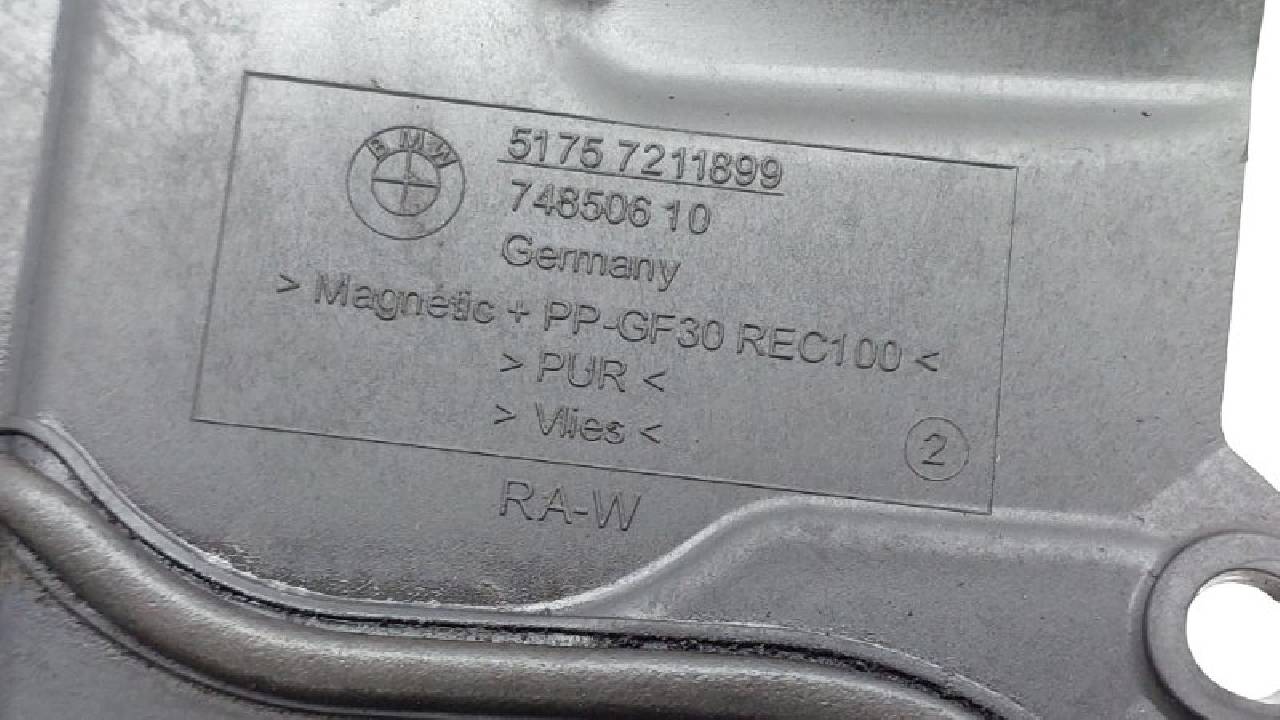 BMW
5175 7211899
748506 10
Germany
> Magnetic + PP-GF30 REC100 <
> PUR <
> Vlies <
2
RA-W